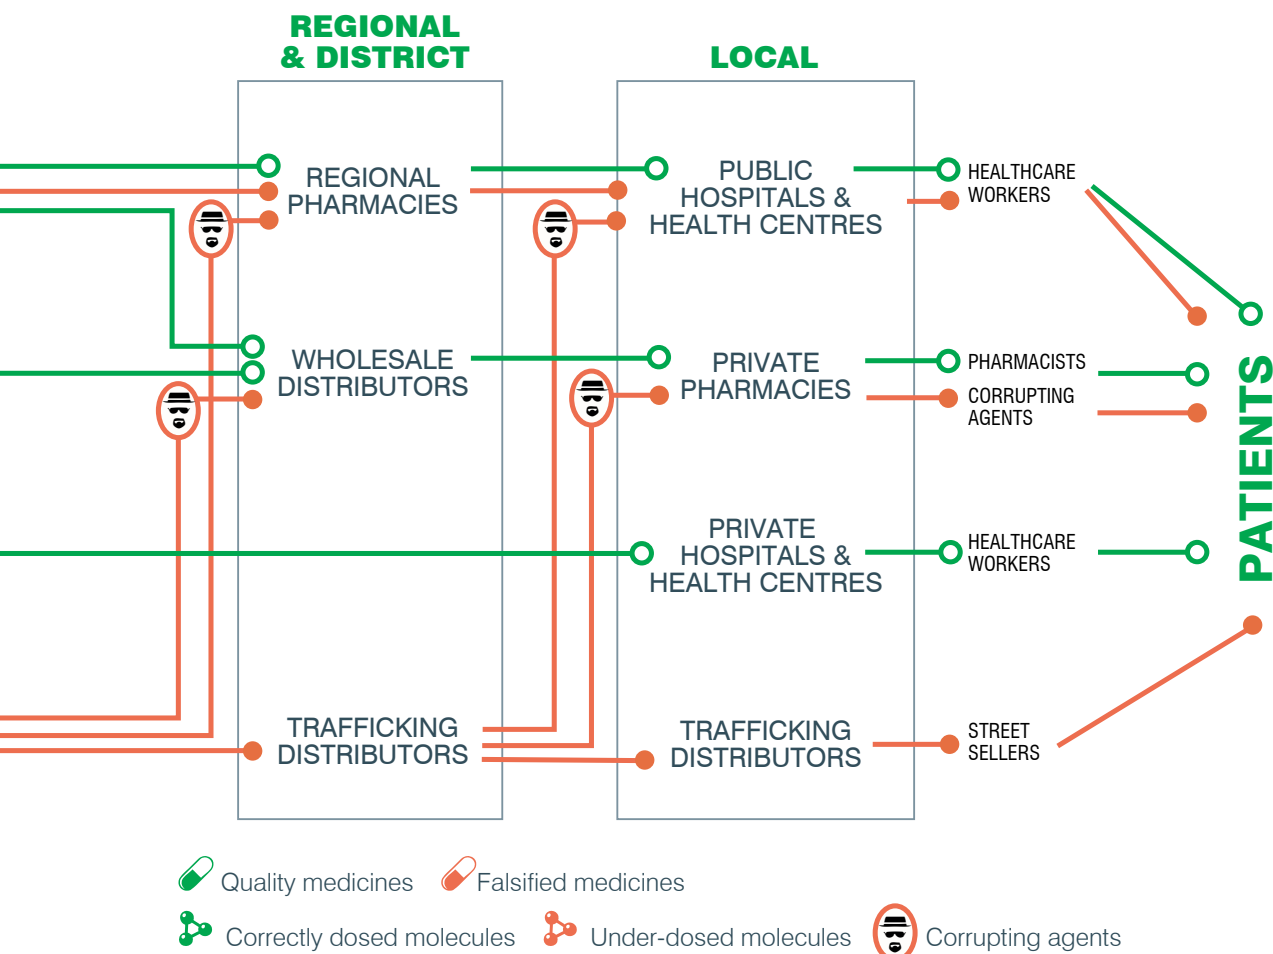 REGIONAL
& DISTRICT
LOCAL
REGIONAL
PHARMACIES
WHOLESALE
DISTRIBUTORS
TRAFFICKING
DISTRIBUTORS
PUBLIC
HOSPITALS &
HEALTH CENTRES
PRIVATE
PHARMACIES
PRIVATE
HOSPITALS &
HEALTH CENTRES
TRAFFICKING
DISTRIBUTORS
HEALTHCARE
WORKERS
PHARMACISTS
CORRUPTING
AGENTS
HEALTHCARE
WORKERS
STREET
SELLERS
PATIENTS
Quality medicines
Falsified medicines
Correctly dosed molecules
Under-dosed molecules
Corrupting agents